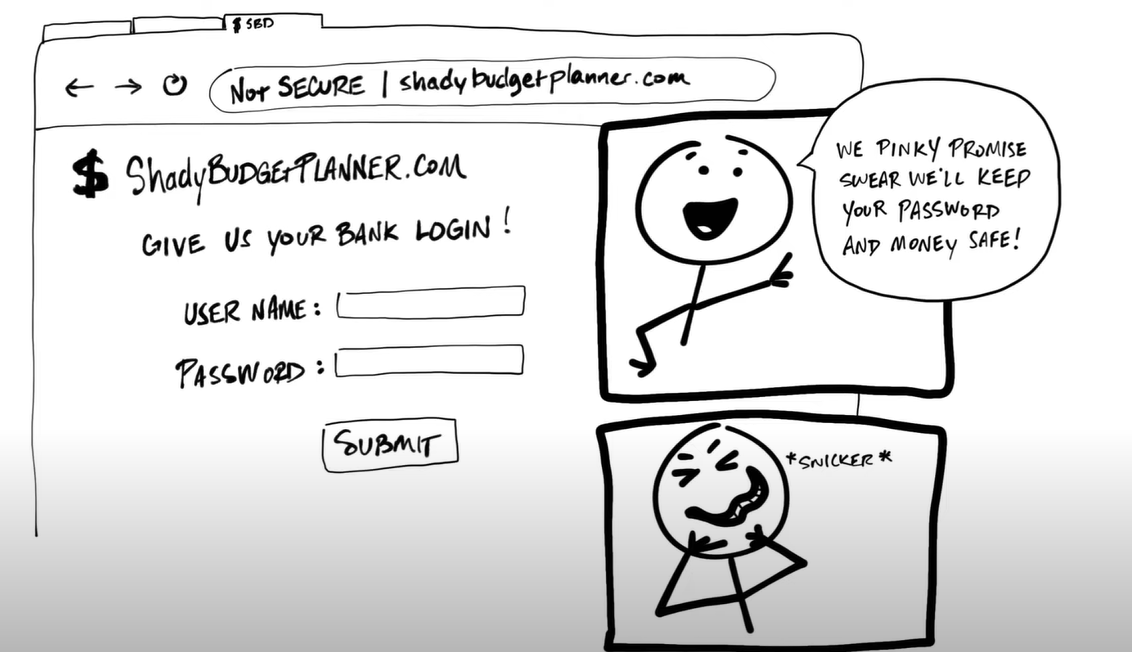 $ SBD
Not SECURE | shadybudgetplanner.com
$ ShadyBUDGETPLANNER.COM
GIVE US YOUR BANK LOGIN!
USER NAME:
PASSWORD:
SUBMIT
WE PINKY PROMISE
SWEAR WE'LL KEEP
YOUR PASSWORD
AND MONEY SAFE!
*SNICKER*